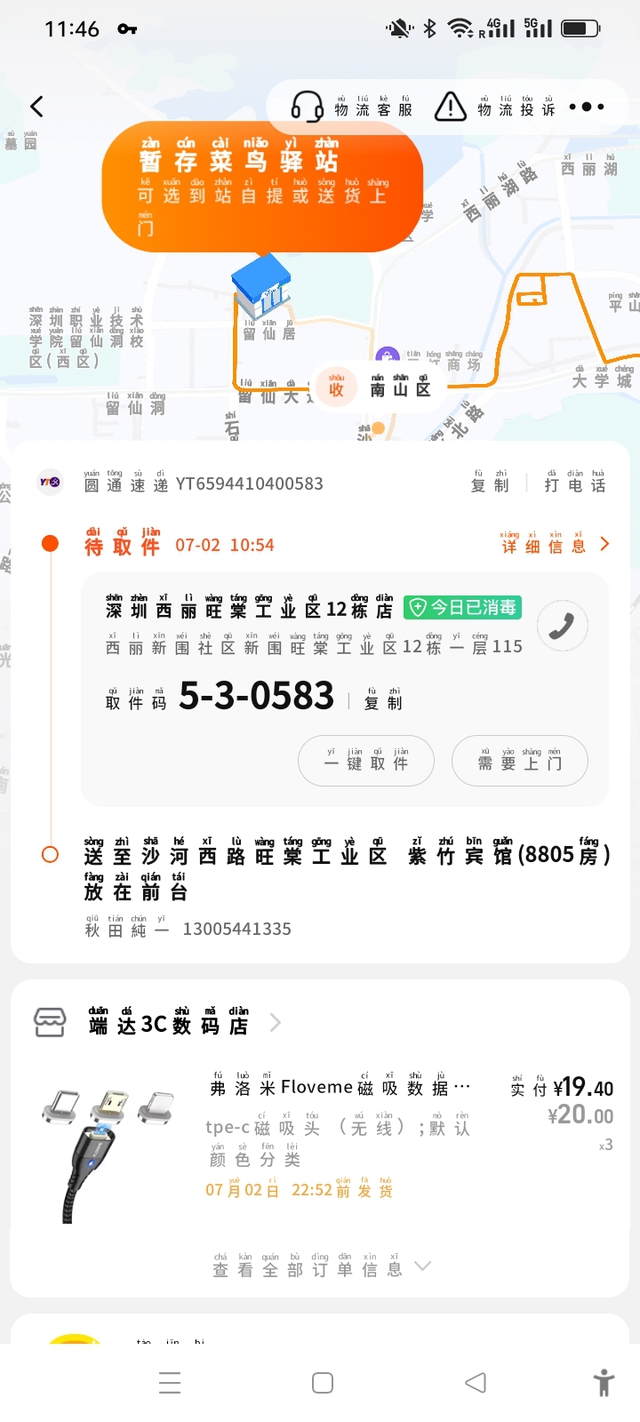 11:46
4G 5G
R
物流客服 物流投诉
墓园
暂存菜鸟驿站
可选到站自提或送货上
门
西丽湖路
西丽湖
学
区
深圳职业技术
学院留仙洞校
区(西区)
留仙居
平山
商场
大学城
留仙洞
留仙大道
收 南山区
石
沙
北路
圆通速递 YT6594410400583 复制 打电话
待取件 07-02 10:54 详细信息
深圳西丽旺棠工业区12栋店 今日已消毒
西丽新围社区新围旺棠工业区12栋一层115
取件码 5-3-0583 复制
一键取件 需要上门
送至沙河西路旺棠工业区 紫竹宾馆(8805房)
放在前台
秋田純一 13005441335
端达3C数码店
弗洛米Floveme磁吸数据… 实付¥19.40
tpe-c磁吸头（无线）;默认 ¥20.00
颜色分类 x3
07月02日 22:52前发货
查看全部订单信息